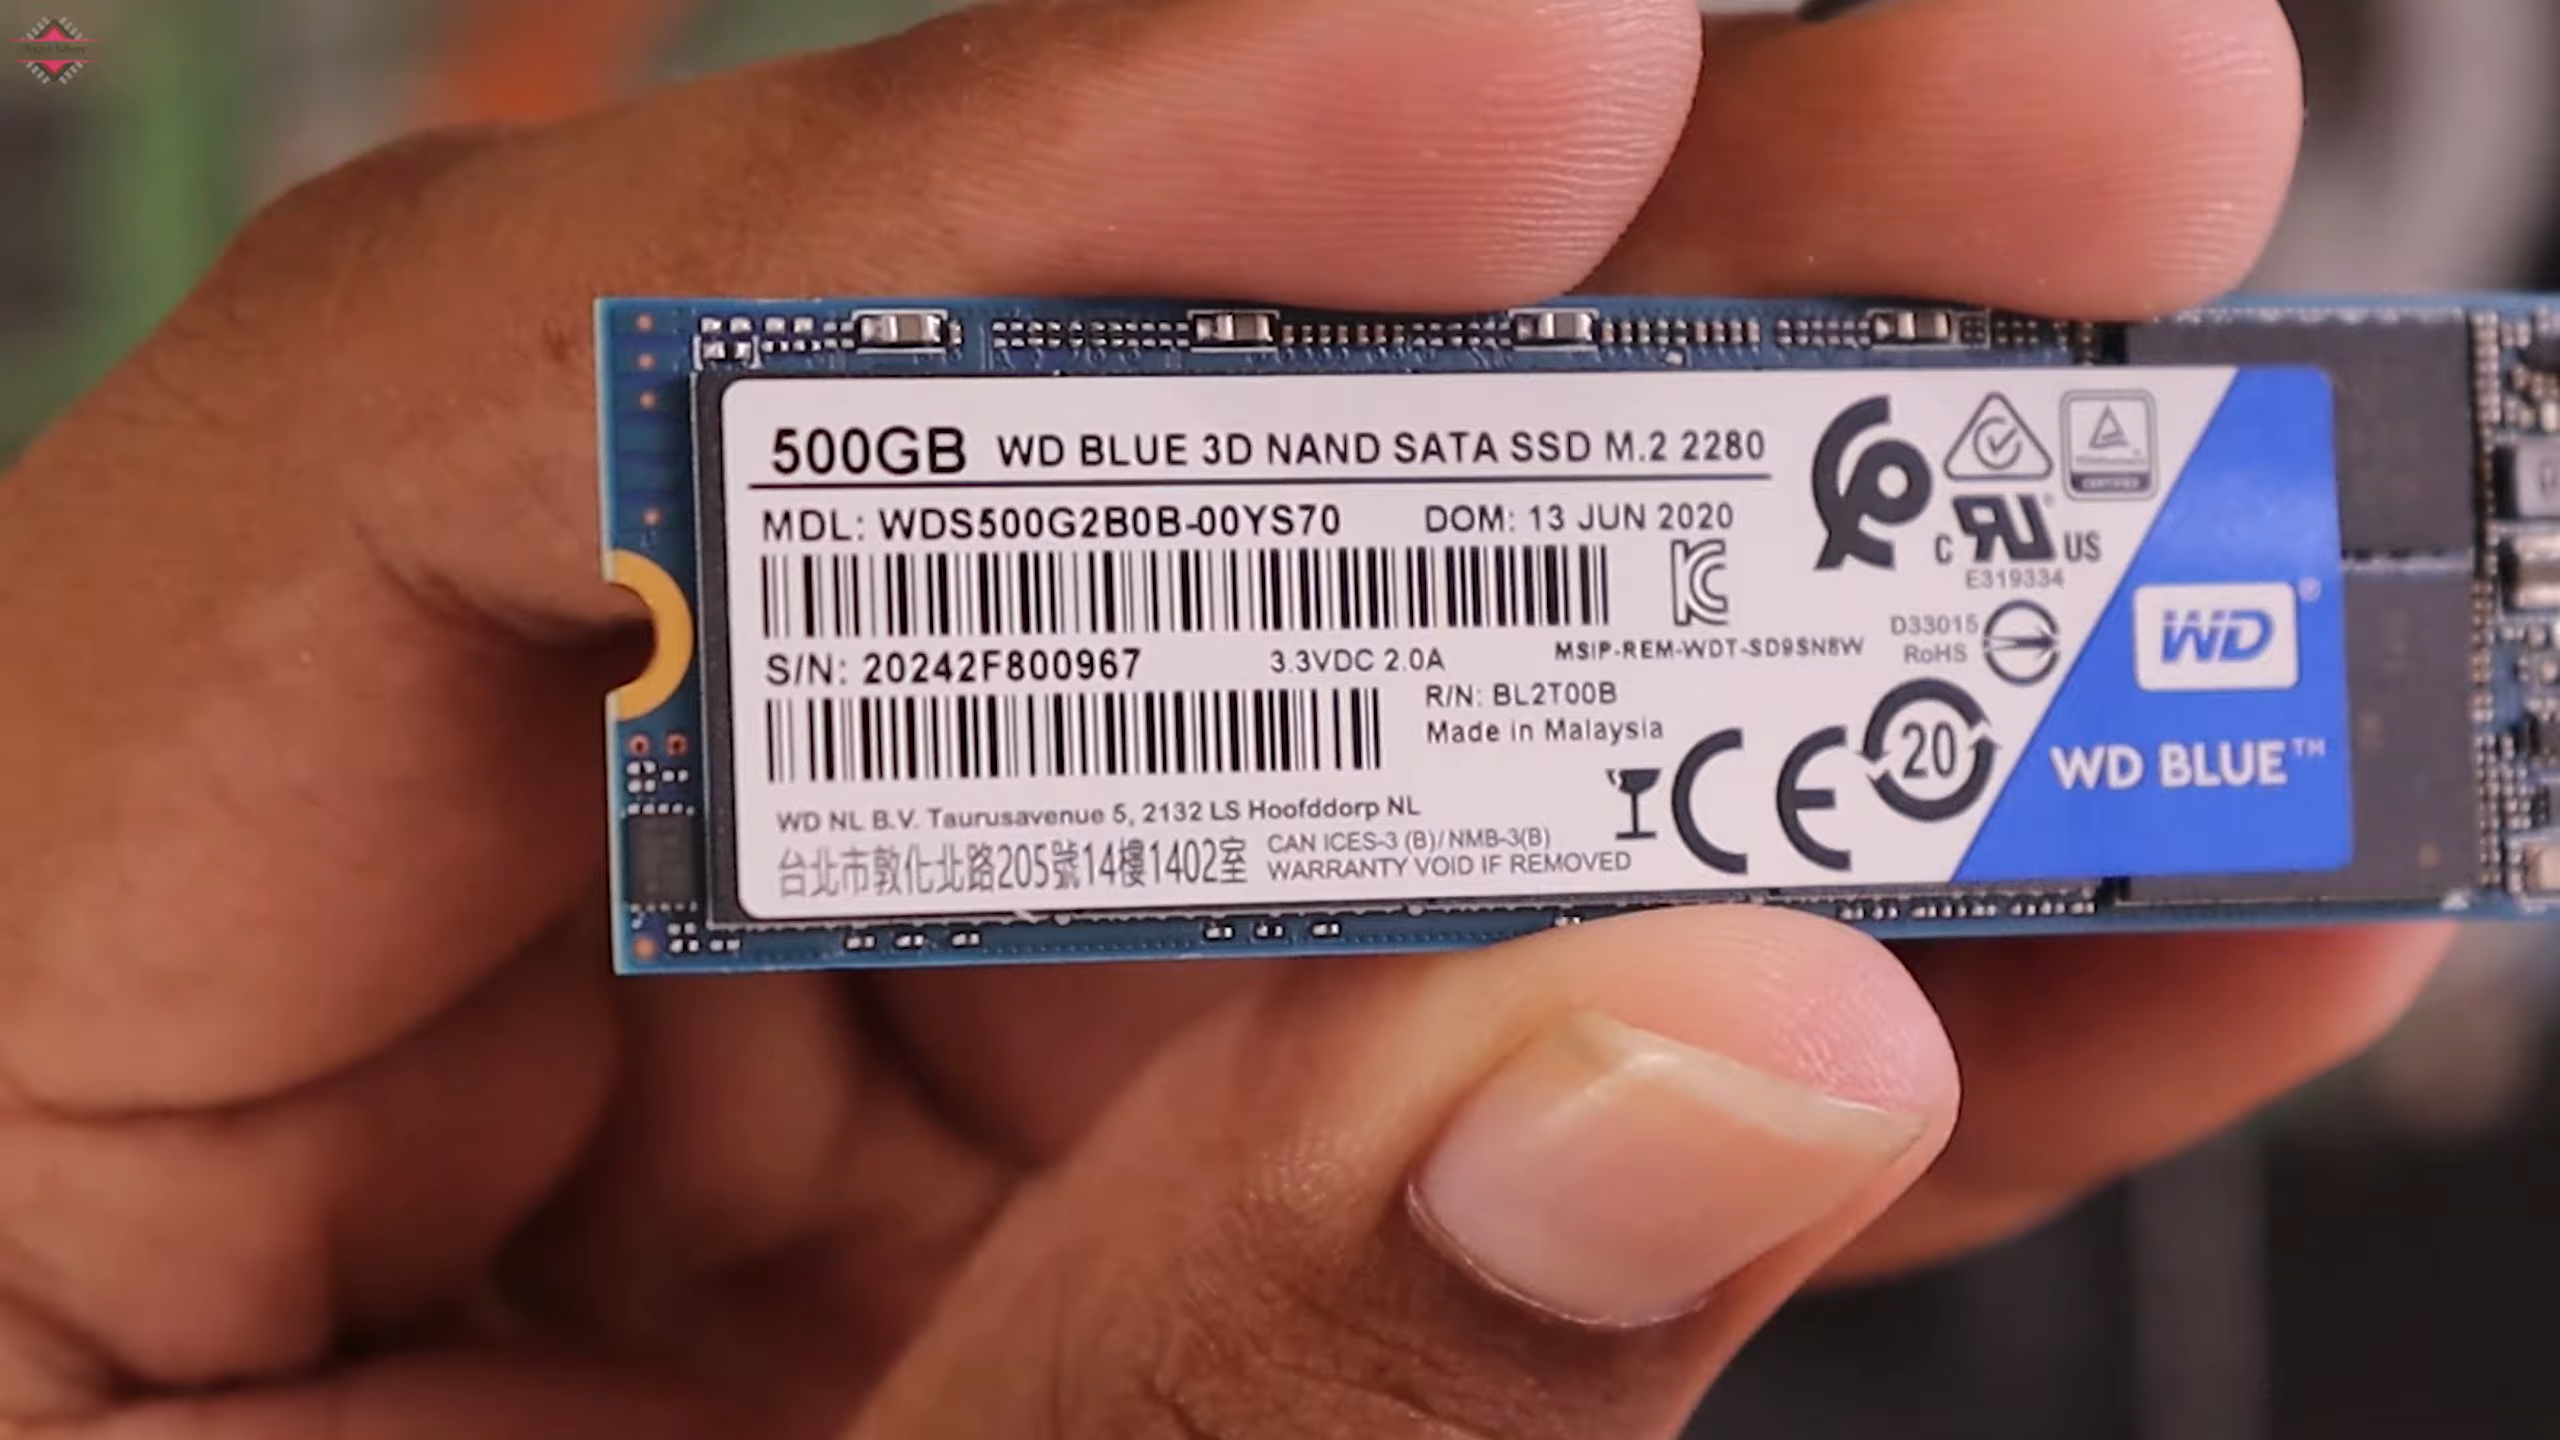 500GB WD BLUE 3D NAND SATA SSD M.2 2280
MDL: WDS500G2B0B-00YS70 DOM: 13 JUN 2020
S/N: 20242F800967 3.3VDC 2.0A MSIP-REM-WDT-SD9SN8W
R/N: BL2T00B
Made in Malaysia
WD NL B.V. Taurusavenue 5, 2132 LS Hoofddorp NL
台北市敦化北路205號14樓1402室
CAN ICES-3 (B)/NMB-3(B)
WARRANTY VOID IF REMOVED
C US
E319334
D33015
RoHS
20
CE
WD®
WD BLUE™